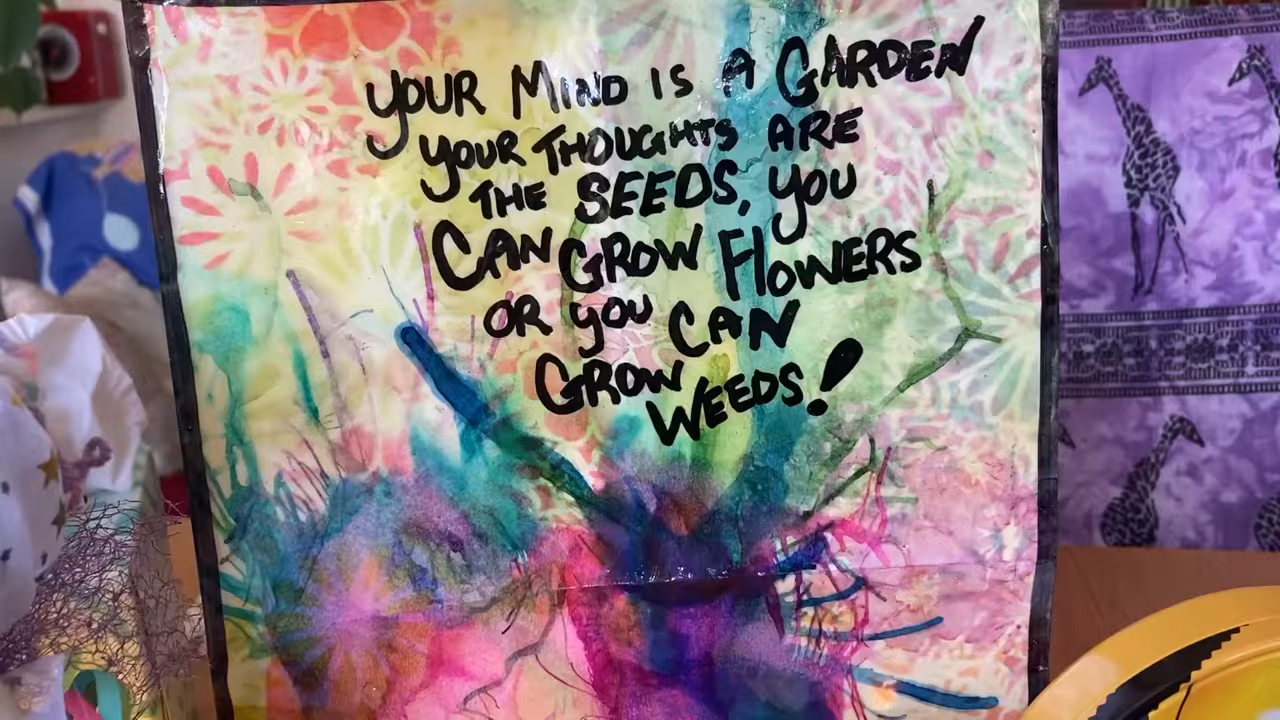 YOUR MIND IS A GARDEN
YOUR THOUGHTS ARE
THE SEEDS, YOU
CAN GROW FLOWERS
OR YOU CAN
GROW
WEEDS!